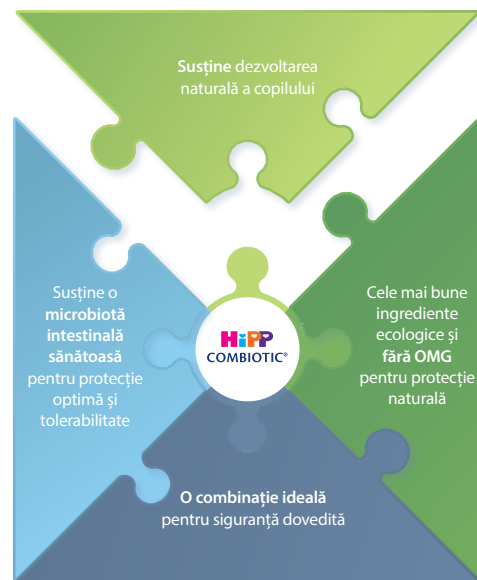 Susține dezvoltarea
naturală a copilului
Susține o
microbiotă
intestinală
sănătoasă
pentru protecție
optimă și
tolerabilitate
HiPP
COMBIOTIC®
Cele mai bune
ingrediente
ecologice și
fără OMG
pentru protecție
naturală
O combinație ideală
pentru siguranță dovedită